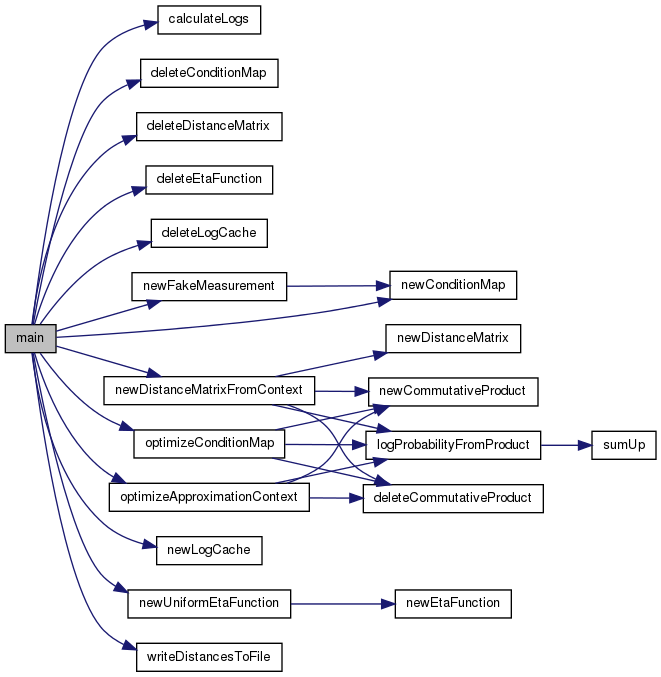 calculateLogs
deleteConditionMap
deleteDistanceMatrix
deleteEtaFunction
deleteLogCache
newFakeMeasurement
newConditionMap
main
newDistanceMatrix
newDistanceMatrixFromContext
newCommutativeProduct
optimizeConditionMap
logProbabilityFromProduct
sumUp
optimizeApproximationContext
deleteCommutativeProduct
newLogCache
newUniformEtaFunction
newEtaFunction
writeDistancesToFile